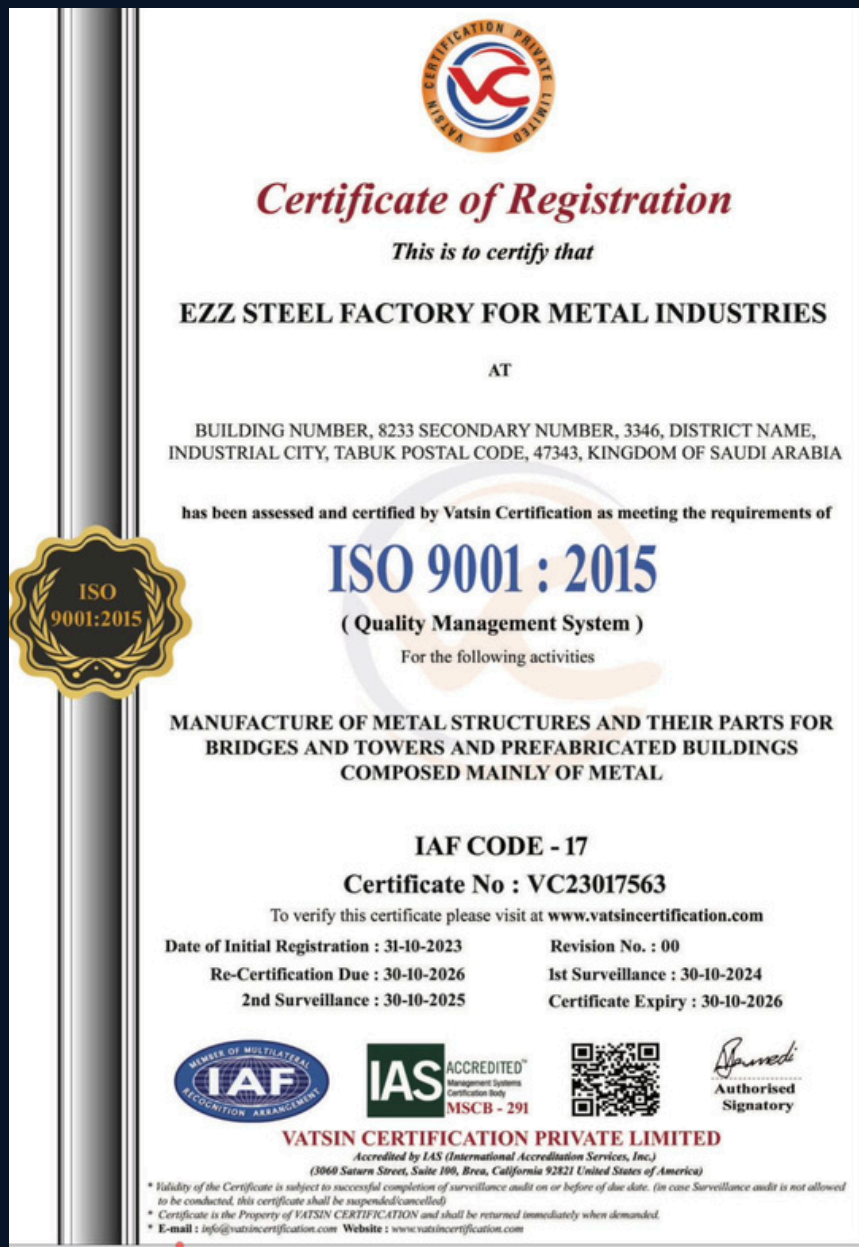 VATSIN CERTIFICATION PRIVATE LIMITED
VC
Certificate of Registration
This is to certify that
EZZ STEEL FACTORY FOR METAL INDUSTRIES
AT
BUILDING NUMBER, 8233 SECONDARY NUMBER, 3346, DISTRICT NAME,
INDUSTRIAL CITY, TABUK POSTAL CODE, 47343, KINGDOM OF SAUDI ARABIA
has been assessed and certified by Vatsin Certification as meeting the requirements of
ISO 9001 : 2015
ISO
9001:2015
( Quality Management System )
For the following activities
MANUFACTURE OF METAL STRUCTURES AND THEIR PARTS FOR
BRIDGES AND TOWERS AND PREFABRICATED BUILDINGS
COMPOSED MAINLY OF METAL
IAF CODE - 17
Certificate No : VC23017563
To verify this certificate please visit at www.vatsincertification.com
Date of Initial Registration : 31-10-2023 Revision No. : 00
Re-Certification Due : 30-10-2026 1st Surveillance : 30-10-2024
2nd Surveillance : 30-10-2025 Certificate Expiry : 30-10-2026
MEMBER OF MULTILATERAL
IAF
RECOGNITION ARRANGEMENT
IAS
ACCREDITED™
Management Systems
Certification Body
MSCB - 291
Authorised
Signatory
VATSIN CERTIFICATION PRIVATE LIMITED
Accredited by IAS (International Accreditation Services, Inc.)
(3060 Saturn Street, Suite 100, Brea, California 92821 United States of America)
* Validity of the Certificate is subject to successful completion of surveillance audit on or before of due date. (in case Surveillance audit is not allowed
to be conducted, this certificate shall be suspended/cancelled)
* Certificate is the Property of VATSIN CERTIFICATION and shall be returned immediately when demanded.
* E-mail : info@vatsincertification.com Website : www.vatsincertification.com